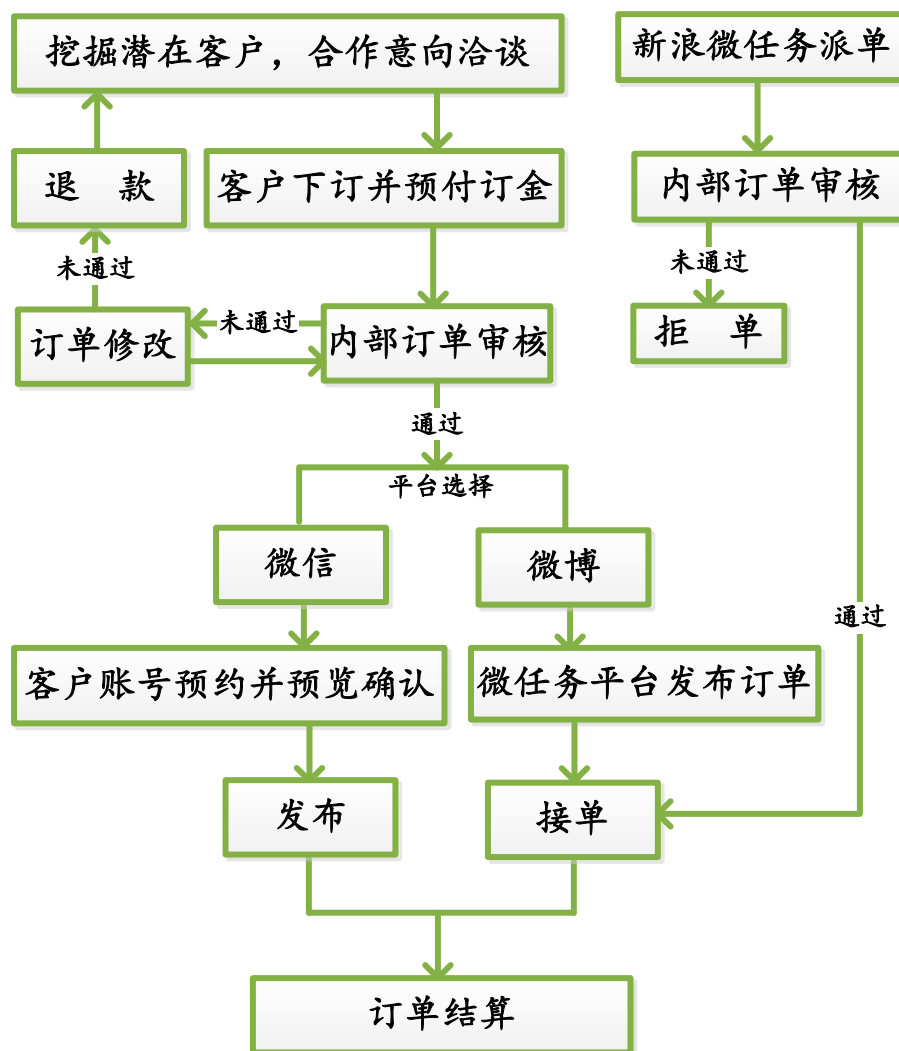 挖掘潜在客户，合作意向洽谈
新浪微任务派单
退 款
客户下订并预付订金
内部订单审核
未通过
未通过
订单修改
未通过
内部订单审核
拒 单
通过
平台选择
微信
微博
通过
客户账号预约并预览确认
微任务平台发布订单
发布
接单
订单结算